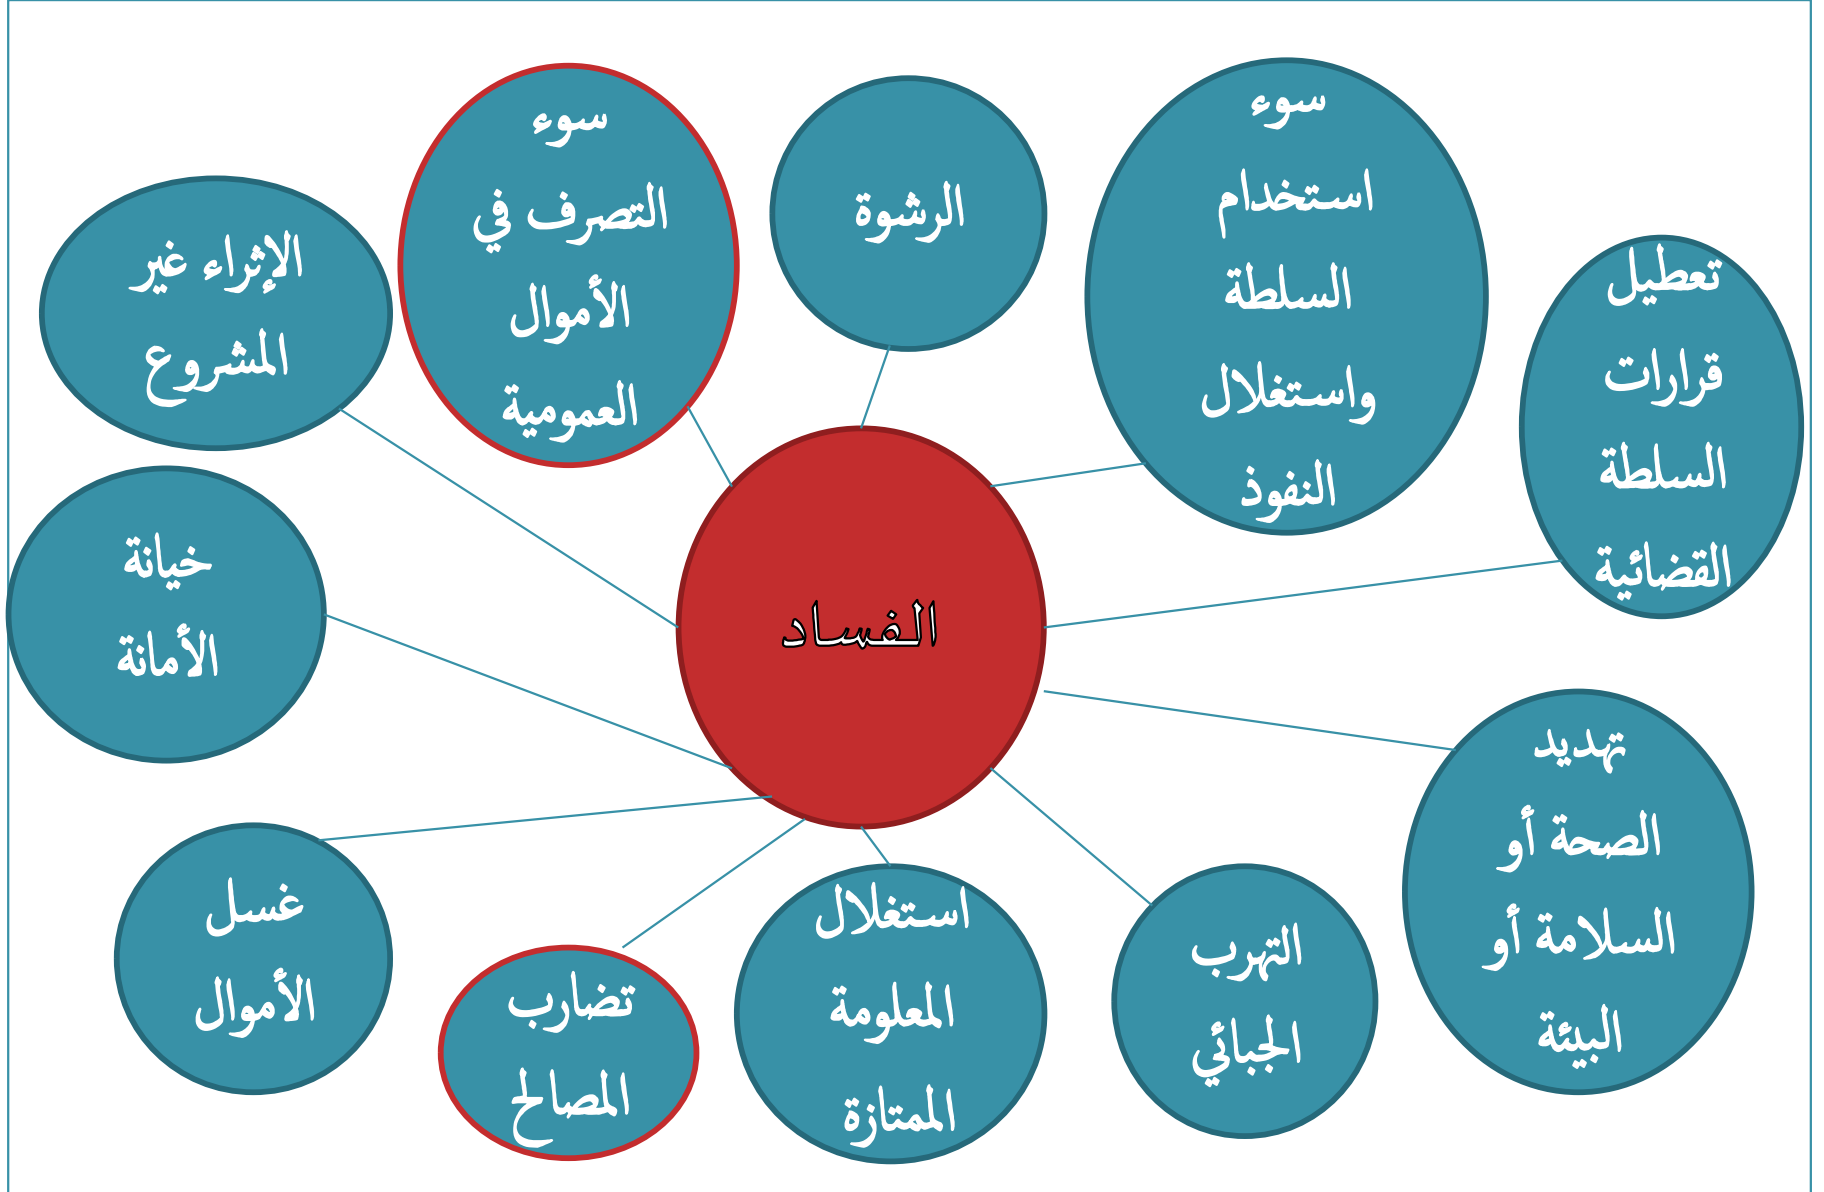 سوء
استخدام
السلطة
واستغلال
النفوذ
الرشوة
سوء
التصرف في
الأموال
العمومية
الإثراء غير
المشروع
تعطيل
قرارات
السلطة
القضائية
خيانة
الأمانة
الفساد
تهديد
الصحة أو
السلامة أو
البيئة
التهرب
الجبائي
استغلال
المعلومة
الممتازة
تضارب
المصالح
غسل
الأموال